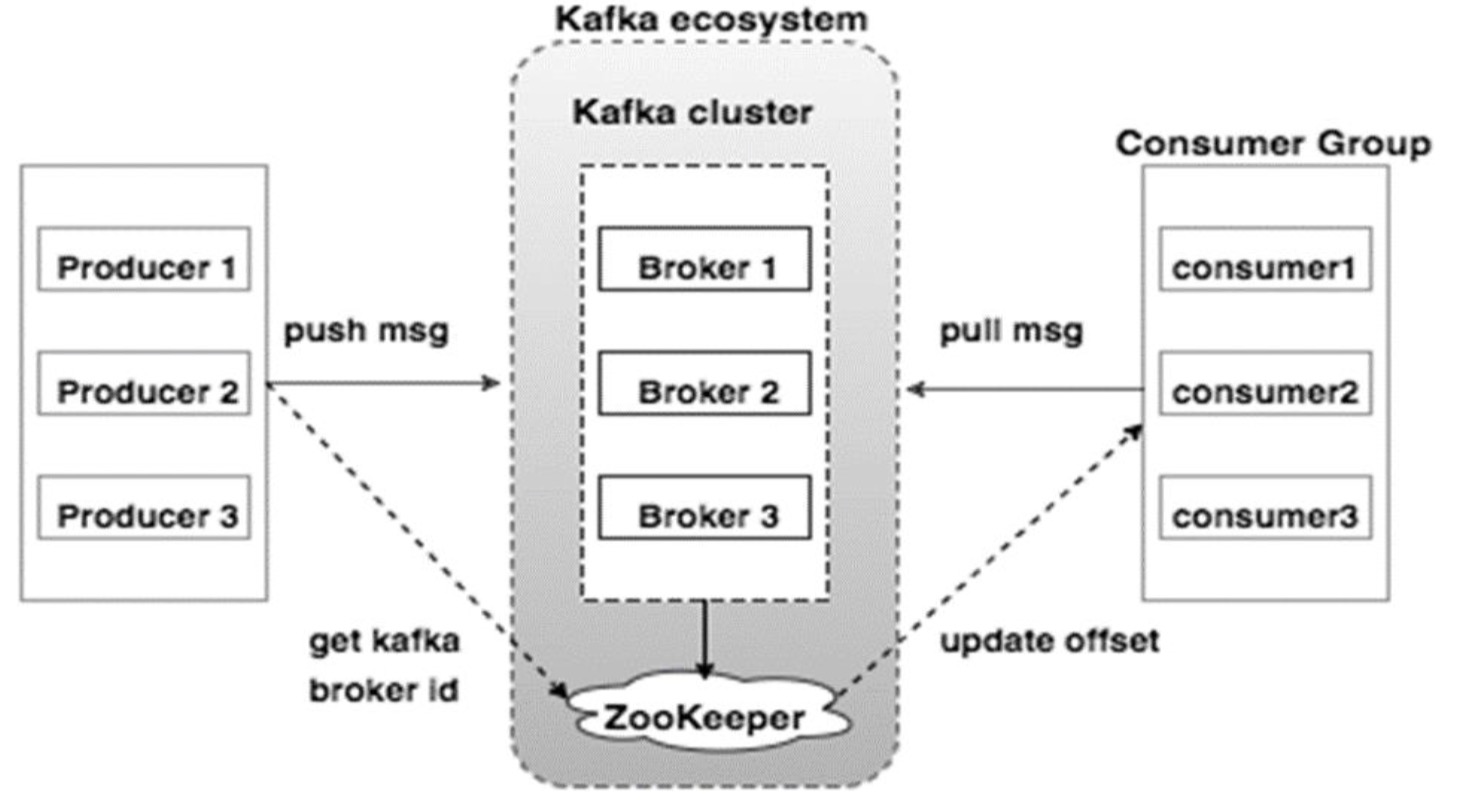 Kafka ecosystem
Kafka cluster
Consumer Group
Producer 1
Producer 2
Producer 3
push msg
get kafka
broker id
Broker 1
Broker 2
Broker 3
ZooKeeper
pull msg
update offset
consumer1
consumer2
consumer3